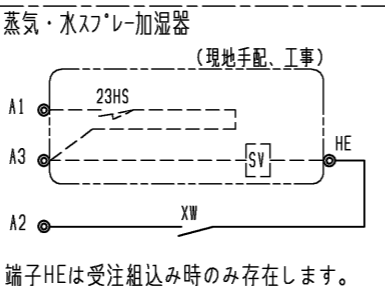 蒸気・水スプレー加湿器
(現地手配、工事)
A1
23HS
A3
SV
HE
A2
XW
端子HEは受注組込み時のみ存在します。